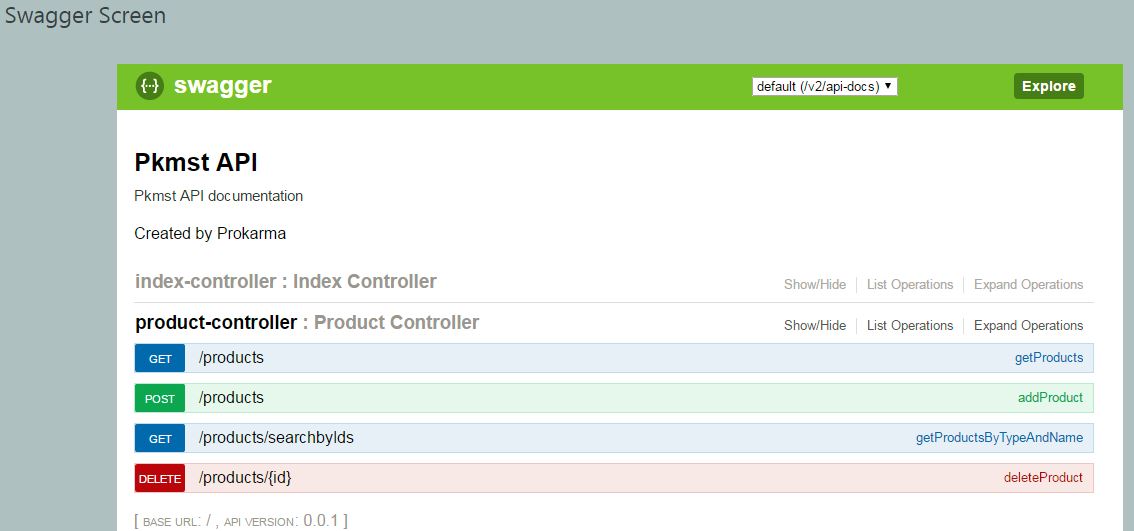 Swagger Screen
{··} swagger default (/v2/api-docs) ▼ Explore
Pkmst API
Pkmst API documentation
Created by Prokarma
index-controller : Index Controller Show/Hide List Operations Expand Operations
product-controller : Product Controller Show/Hide List Operations Expand Operations
GET /products getProducts
POST /products addProduct
GET /products/searchbyIds getProductsByTypeAndName
DELETE /products/{id} deleteProduct
[ BASE URL: / , API VERSION: 0.0.1 ]